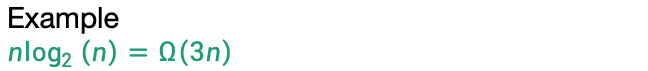 Example
nlog₂ (n) = Ω(3n)